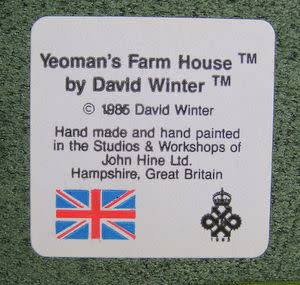 Yeoman's Farm House ™
by David Winter ™
© 1985 David Winter
Hand made and hand painted
in the Studios & Workshops of
John Hine Ltd.
Hampshire, Great Britain